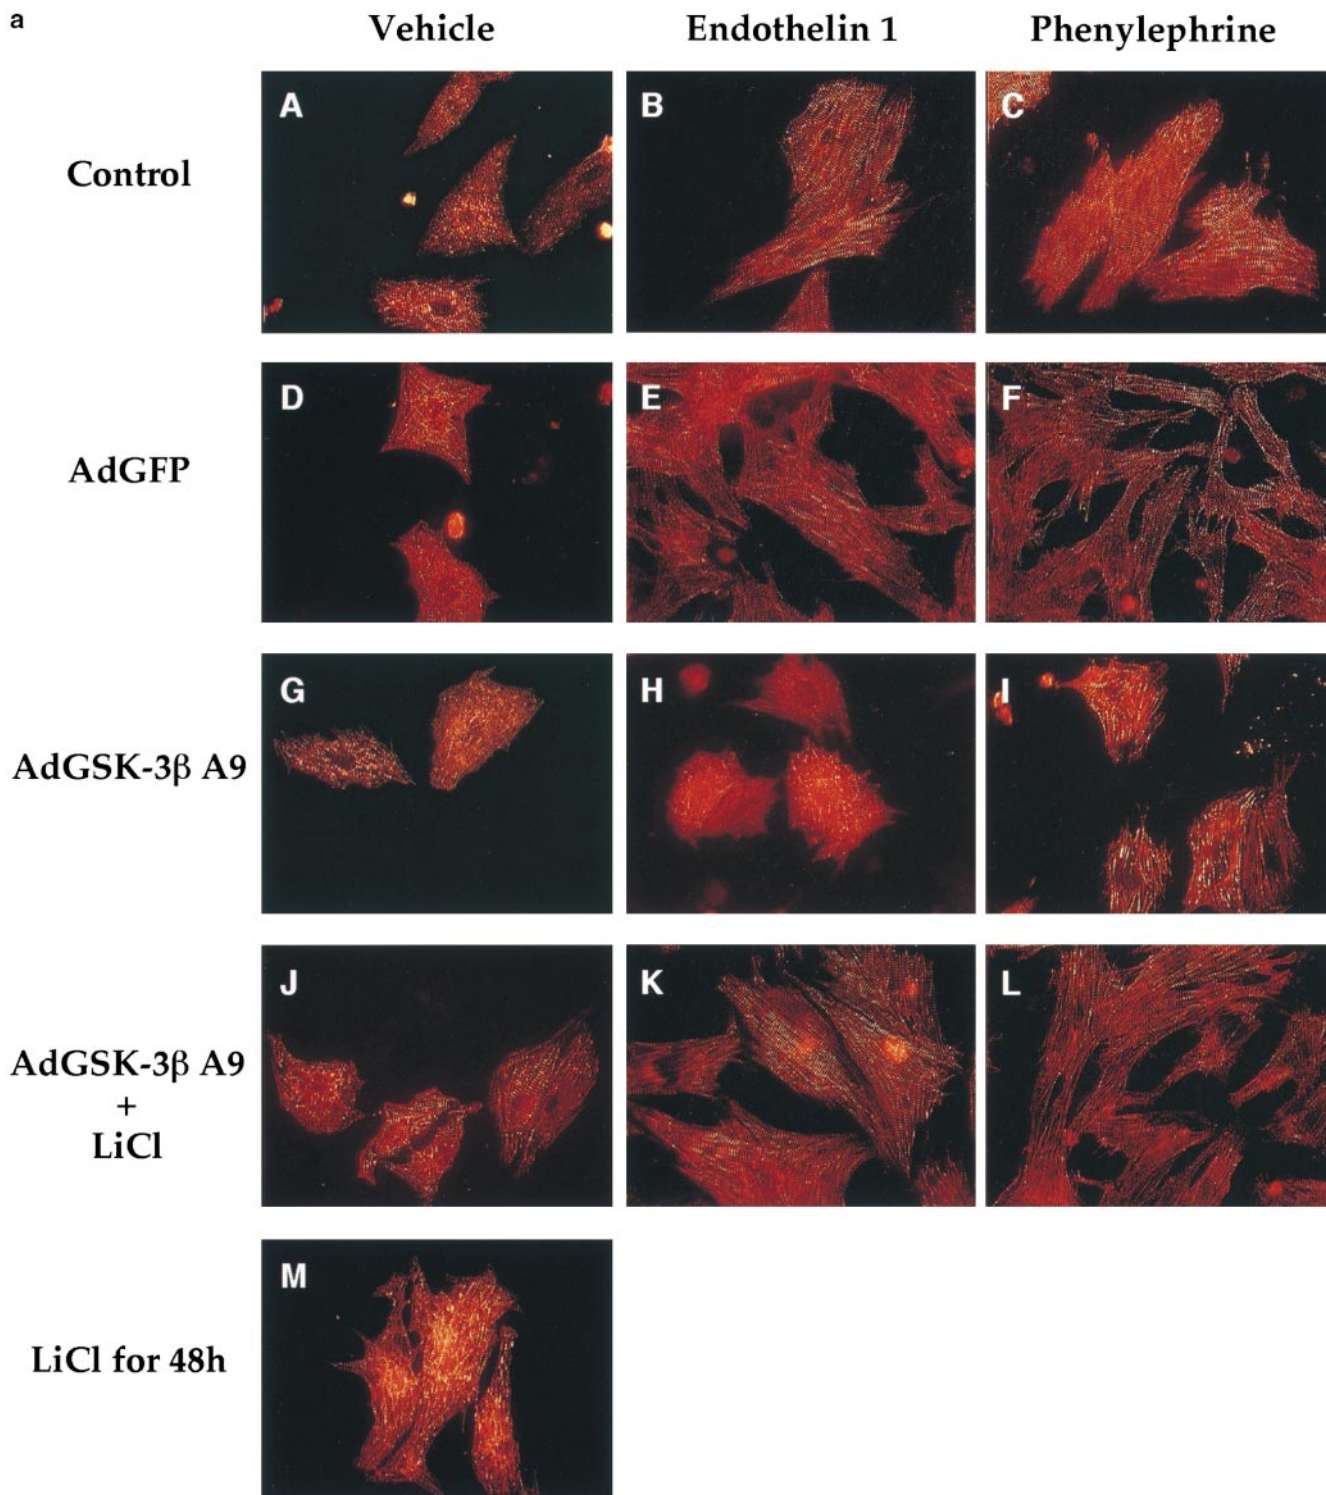 a
Vehicle
Endothelin 1
Phenylephrine
Control
A
B
C
AdGFP
D
E
F
AdGSK-3β A9
G
H
I
AdGSK-3β A9
+
LiCl
J
K
L
LiCl for 48h
M